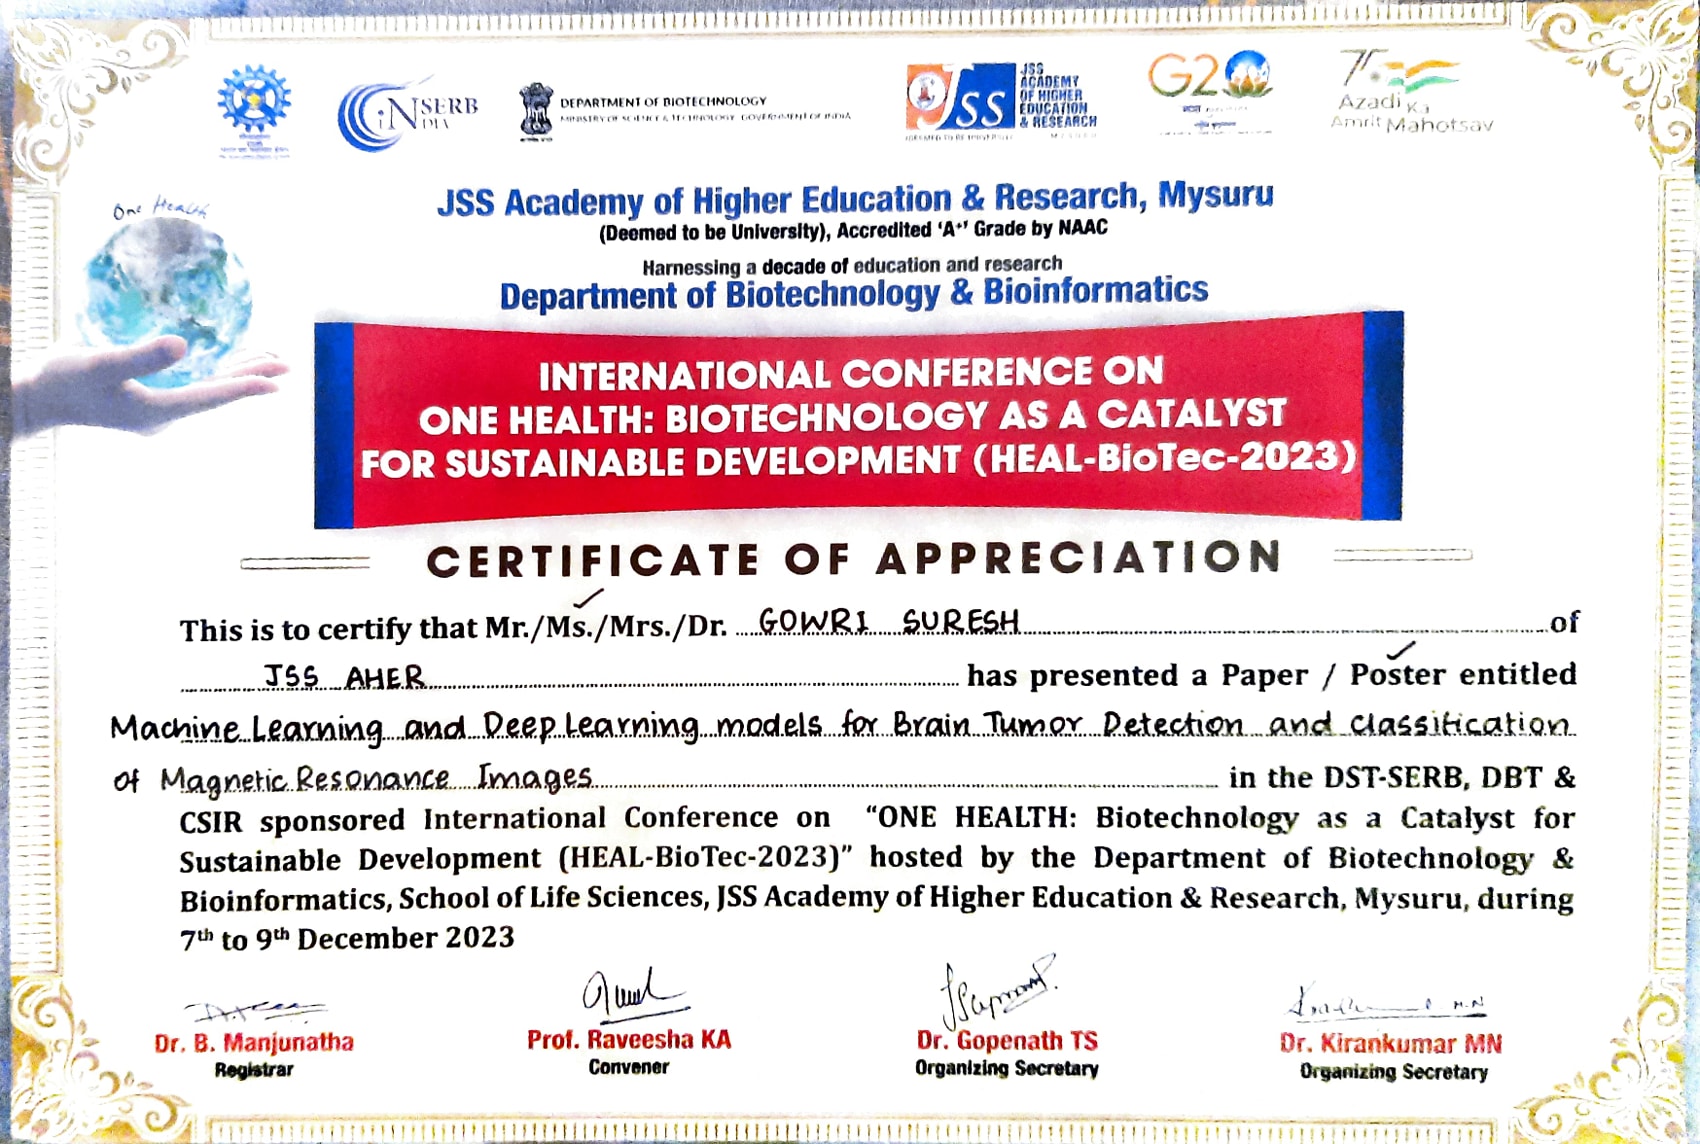 SERB
iNDIA
DEPARTMENT OF BIOTECHNOLOGY
MINISTRY OF SCIENCE & TECHNOLOGY GOVERNMENT OF INDIA
JSS
JSS
ACADEMY
OF HIGHER
EDUCATION
& RESEARCH
G20
75
Azadi Ka
Amrit Mahotsav
One Health
JSS Academy of Higher Education & Research, Mysuru
(Deemed to be University), Accredited ‘A+’ Grade by NAAC
Harnessing a decade of education and research
Department of Biotechnology & Bioinformatics
INTERNATIONAL CONFERENCE ON
ONE HEALTH: BIOTECHNOLOGY AS A CATALYST
FOR SUSTAINABLE DEVELOPMENT (HEAL-BioTec-2023)
CERTIFICATE OF APPRECIATION
This is to certify that Mr./Ms./Mrs./Dr. GOWRI SURESH of
JSS AHER has presented a Paper / Poster entitled
Machine Learning and Deep Learning models for Brain Tumor Detection and classification
of Magnetic Resonance Images in the DST-SERB, DBT &
CSIR sponsored International Conference on “ONE HEALTH: Biotechnology as a Catalyst for
Sustainable Development (HEAL-BioTec-2023)” hosted by the Department of Biotechnology &
Bioinformatics, School of Life Sciences, JSS Academy of Higher Education & Research, Mysuru, during
7th to 9th December 2023
Dr. B. Manjunatha
Registrar
Prof. Raveesha KA
Convener
Dr. Gopenath TS
Organizing Secretary
Dr. Kirankumar MN
Organizing Secretary